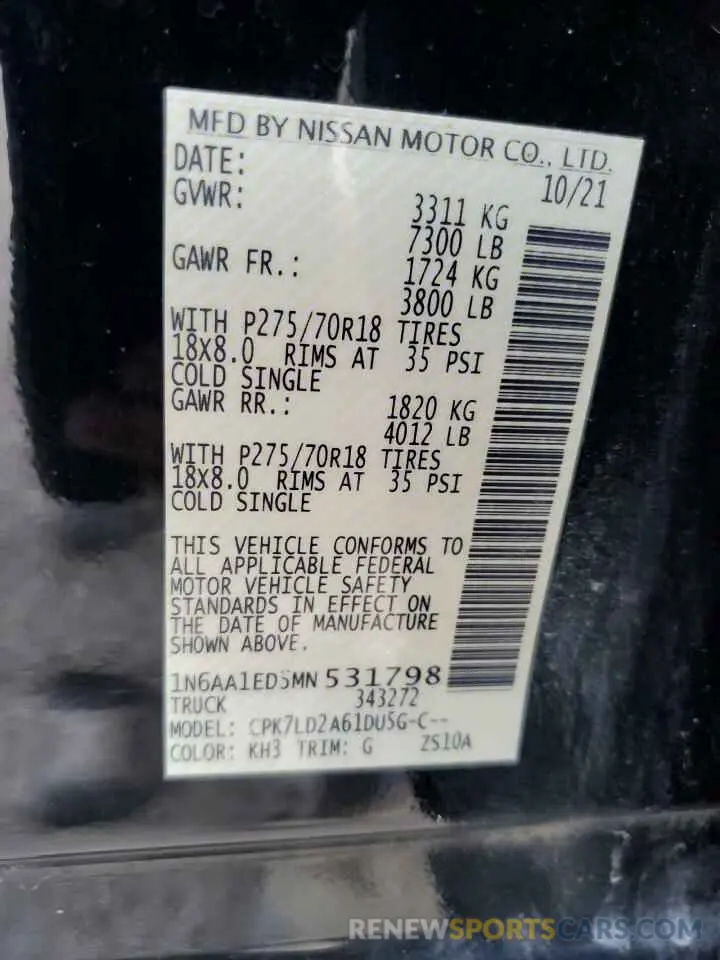 MFD BY NISSAN MOTOR CO., LTD.
DATE: 10/21
GVWR: 3311 KG
7300 LB
GAWR FR.: 1724 KG
3800 LB
WITH P275/70R18 TIRES
18X8.0 RIMS AT 35 PSI
COLD SINGLE
GAWR RR.: 1820 KG
4012 LB
WITH P275/70R18 TIRES
18X8.0 RIMS AT 35 PSI
COLD SINGLE
THIS VEHICLE CONFORMS TO
ALL APPLICABLE FEDERAL
MOTOR VEHICLE SAFETY
STANDARDS IN EFFECT ON
THE DATE OF MANUFACTURE
SHOWN ABOVE.
1N6AA1ED5MN 531798
TRUCK 343272
MODEL: CPK7LD2A61DU5G-C--
COLOR: KH3 TRIM: G ZS10A
RENEWSPORTSCARS.COM